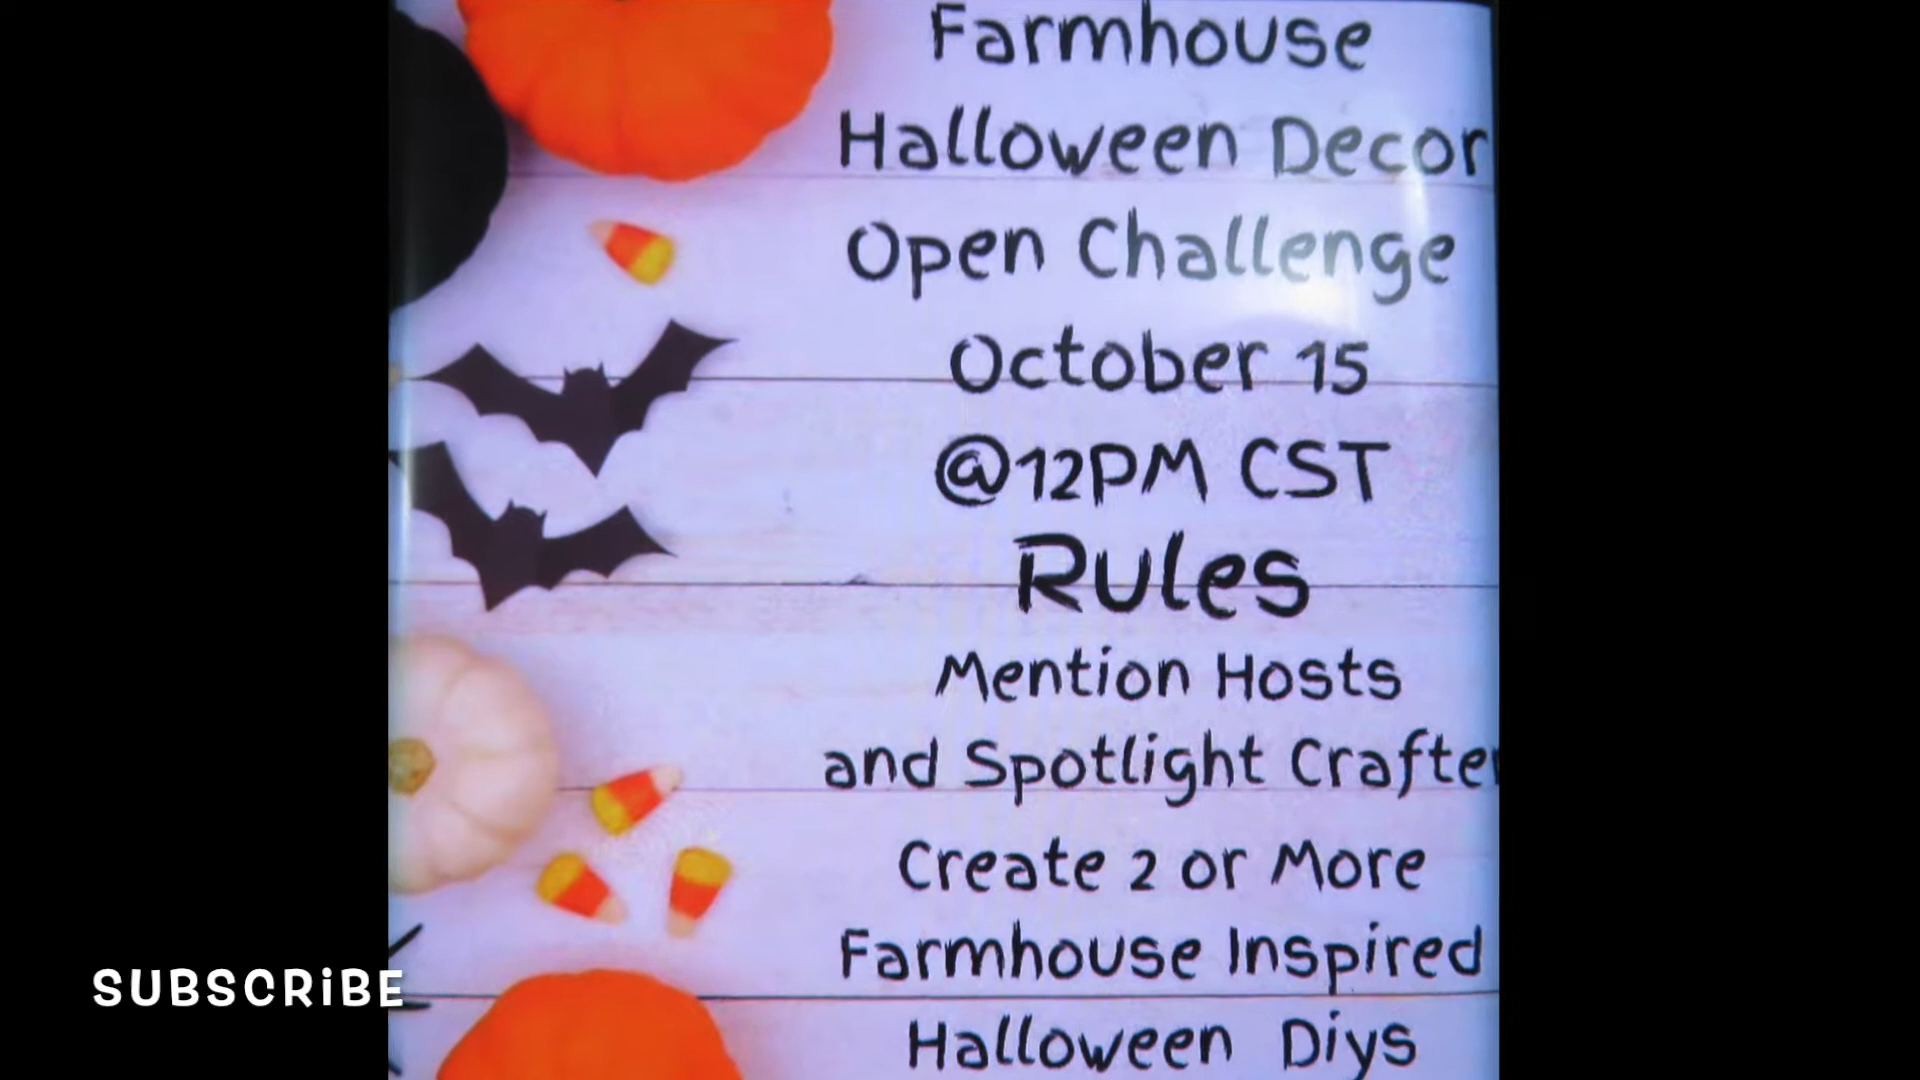 Farmhouse
Halloween Decor
Open Challenge
October 15
@12PM CST
Rules
Mention Hosts
and Spotlight Crafter
Create 2 or More
Farmhouse Inspired
Halloween Diys
SUBSCRiBE